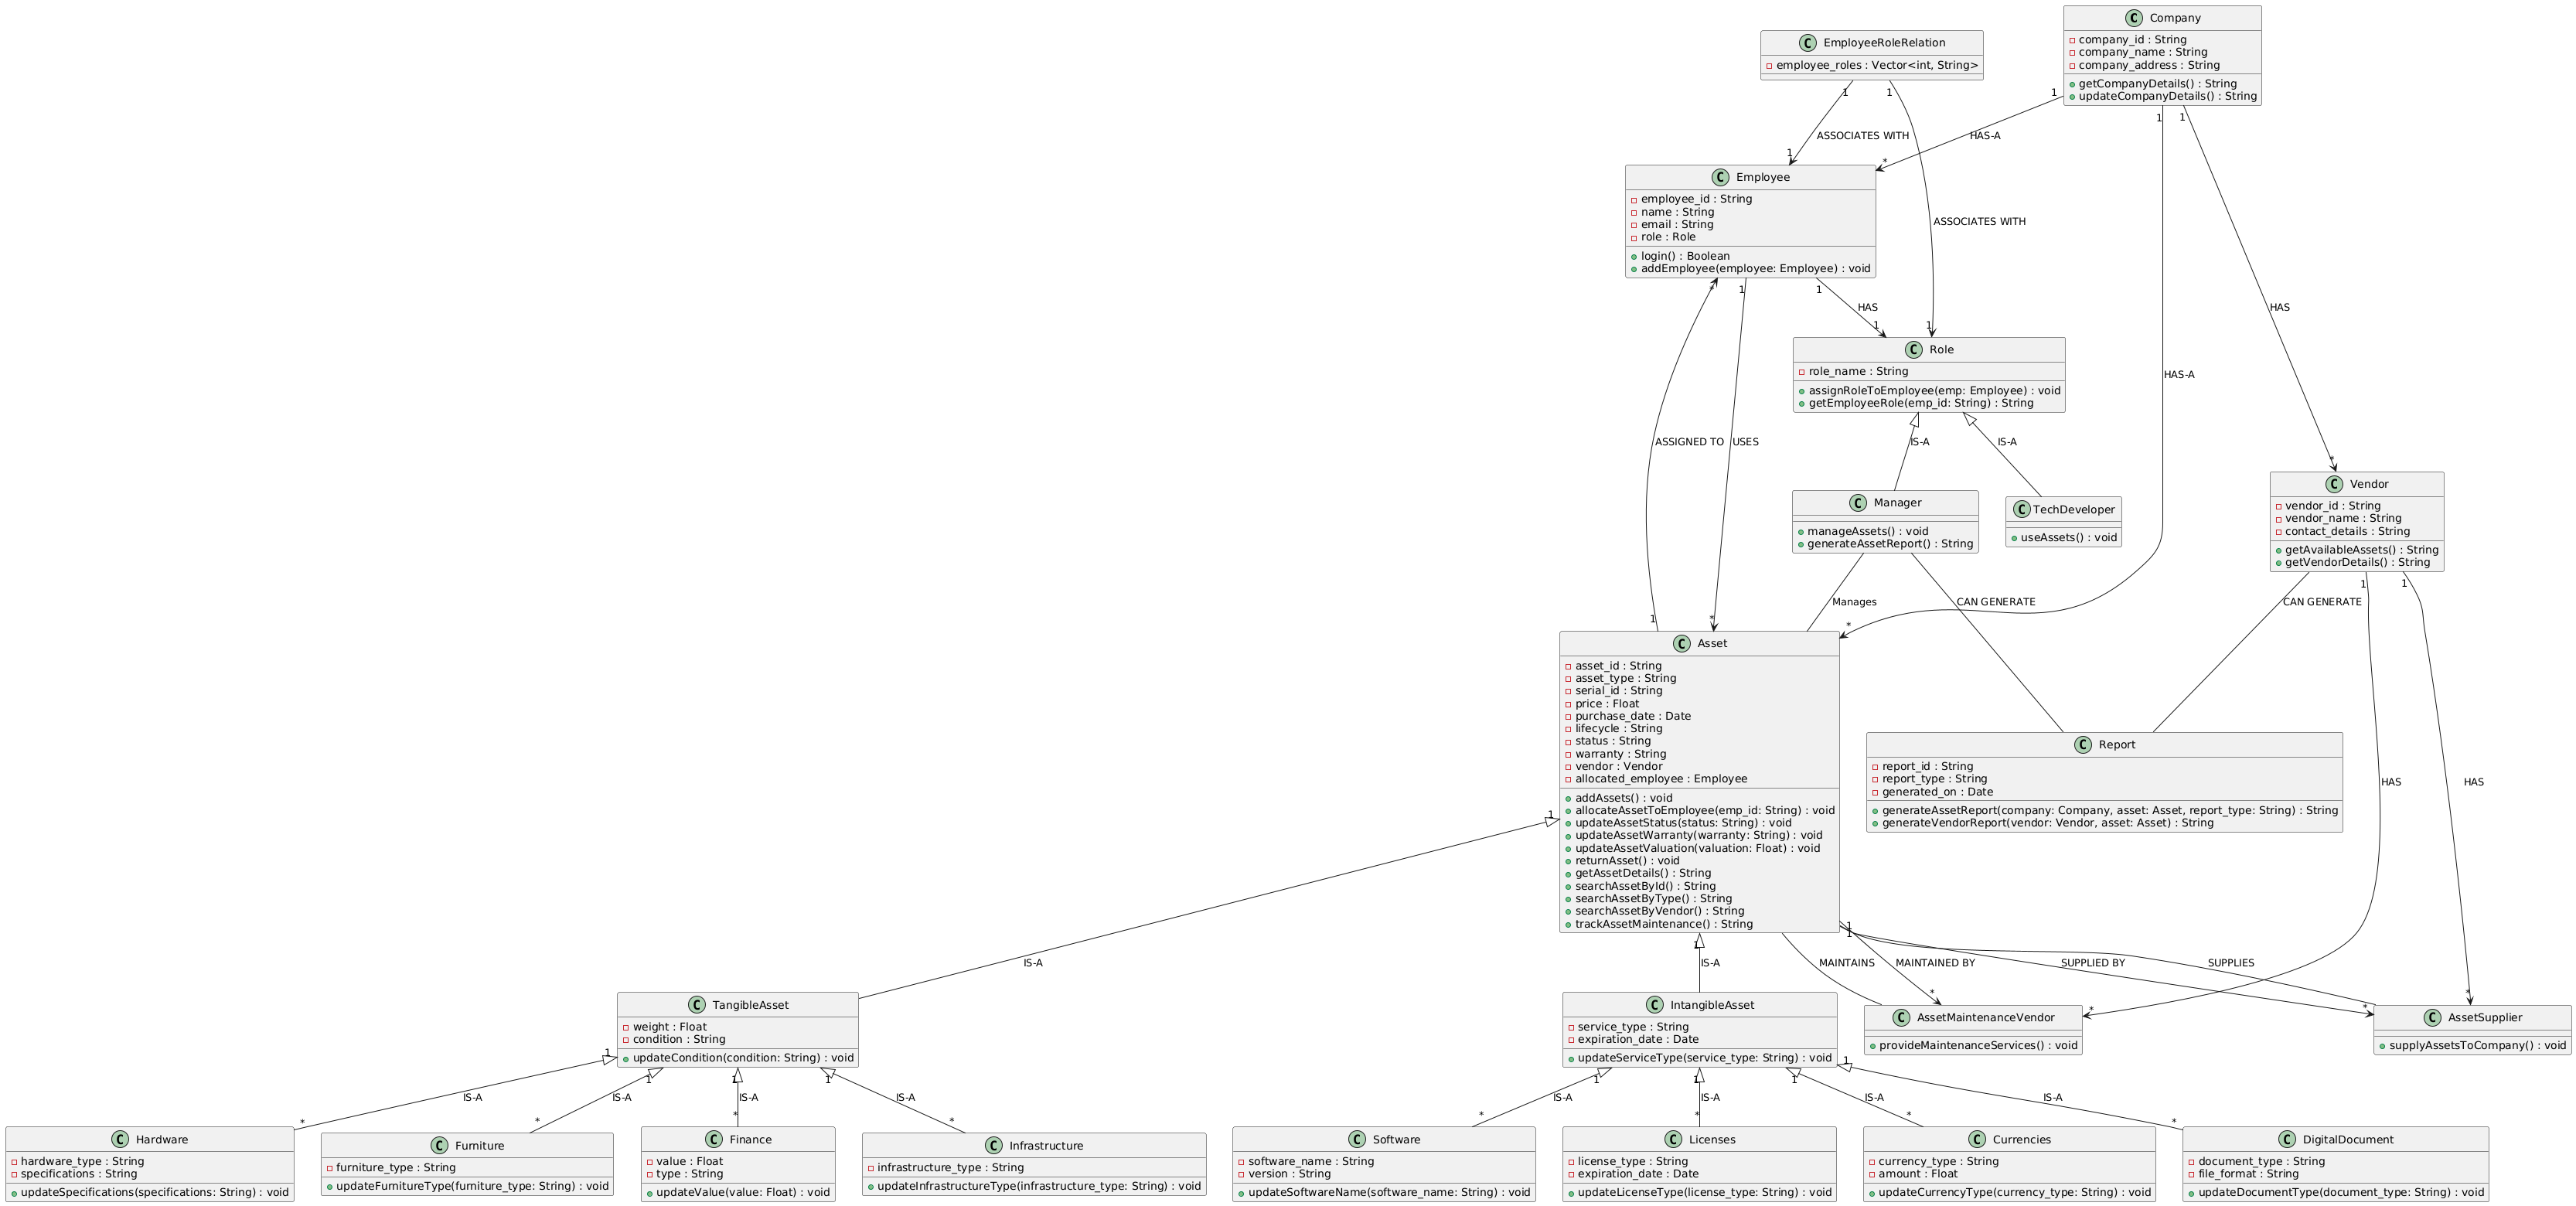 C Company
company_id : String
company_name : String
company_address : String
getCompanyDetails() : String
updateCompanyDetails() : String
C EmployeeRoleRelation
employee_roles : Vector<int, String>
1
1
1
1
1
ASSOCIATES WITH
HAS-A
1
*
C Employee
employee_id : String
name : String
email : String
role : Role
login() : Boolean
addEmployee(employee: Employee) : void
ASSOCIATES WITH
*
1
1
HAS
HAS
1
1
C Role
role_name : String
assignRoleToEmployee(emp: Employee) : void
getEmployeeRole(emp_id: String) : String
HAS-A
ASSIGNED TO
USES
IS-A
IS-A
*
C Manager
manageAssets() : void
generateAssetReport() : String
C TechDeveloper
useAssets() : void
C Vendor
vendor_id : String
vendor_name : String
contact_details : String
getAvailableAssets() : String
getVendorDetails() : String
1
1
Manages
CAN GENERATE
CAN GENERATE
1
*
*
C Asset
asset_id : String
asset_type : String
serial_id : String
price : Float
purchase_date : Date
lifecycle : String
status : String
warranty : String
vendor : Vendor
allocated_employee : Employee
addAssets() : void
allocateAssetToEmployee(emp_id: String) : void
updateAssetStatus(status: String) : void
updateAssetWarranty(warranty: String) : void
updateAssetValuation(valuation: Float) : void
returnAsset() : void
getAssetDetails() : String
searchAssetById() : String
searchAssetByType() : String
searchAssetByVendor() : String
trackAssetMaintenance() : String
C Report
report_id : String
report_type : String
generated_on : Date
generateAssetReport(company: Company, asset: Asset, report_type: String) : String
generateVendorReport(vendor: Vendor, asset: Asset) : String
HAS
HAS
1
1
1
1
IS-A
IS-A
MAINTAINS
MAINTAINED BY
SUPPLIED BY
SUPPLIES
*
*
*
*
C TangibleAsset
weight : Float
condition : String
updateCondition(condition: String) : void
C IntangibleAsset
service_type : String
expiration_date : Date
updateServiceType(service_type: String) : void
C AssetMaintenanceVendor
provideMaintenanceServices() : void
C AssetSupplier
supplyAssetsToCompany() : void
1
1
1
1
1
1
1
1
IS-A
IS-A
IS-A
IS-A
IS-A
IS-A
IS-A
IS-A
*
*
*
*
*
*
*
*
C Hardware
hardware_type : String
specifications : String
updateSpecifications(specifications: String) : void
C Furniture
furniture_type : String
updateFurnitureType(furniture_type: String) : void
C Finance
value : Float
type : String
updateValue(value: Float) : void
C Infrastructure
infrastructure_type : String
updateInfrastructureType(infrastructure_type: String) : void
C Software
software_name : String
version : String
updateSoftwareName(software_name: String) : void
C Licenses
license_type : String
expiration_date : Date
updateLicenseType(license_type: String) : void
C Currencies
currency_type : String
amount : Float
updateCurrencyType(currency_type: String) : void
C DigitalDocument
document_type : String
file_format : String
updateDocumentType(document_type: String) : void